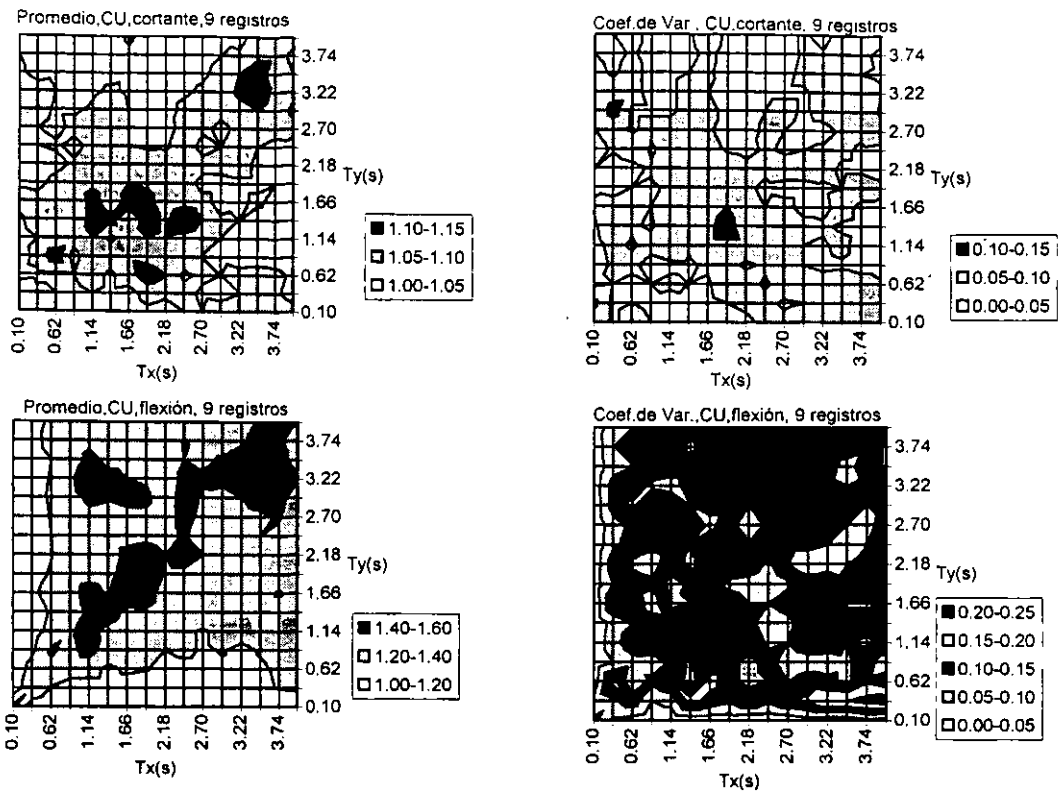 Promedio,CU,cortante,9 registros
3.74
3.22
2.70
2.18
1.66
1.14
0.62
0.10
Ty(s)
0.10 0.62 1.14 1.66 2.18 2.70 3.22 3.74
Tx(s)
1.10-1.15
1.05-1.10
1.00-1.05
Coef.de Var., CU,cortante, 9 registros
3.74
3.22
2.70
2.18
1.66
1.14
0.62
0.10
Ty(s)
0.10 0.62 1.14 1.66 2.18 2.70 3.22 3.74
Tx(s)
0.10-0.15
0.05-0.10
0.00-0.05
Promedio,CU,flexión, 9 registros
3.74
3.22
2.70
2.18
1.66
1.14
0.62
0.10
Ty(s)
0.10 0.62 1.14 1.66 2.18 2.70 3.22 3.74
Tx(s)
1.40-1.60
1.20-1.40
1.00-1.20
Coef.de Var.,CU,flexión, 9 registros
3.74
3.22
2.70
2.18
1.66
1.14
0.62
0.10
Ty(s)
0.10 0.62 1.14 1.66 2.18 2.70 3.22 3.74
Tx(s)
0.20-0.25
0.15-0.20
0.10-0.15
0.05-0.10
0.00-0.05